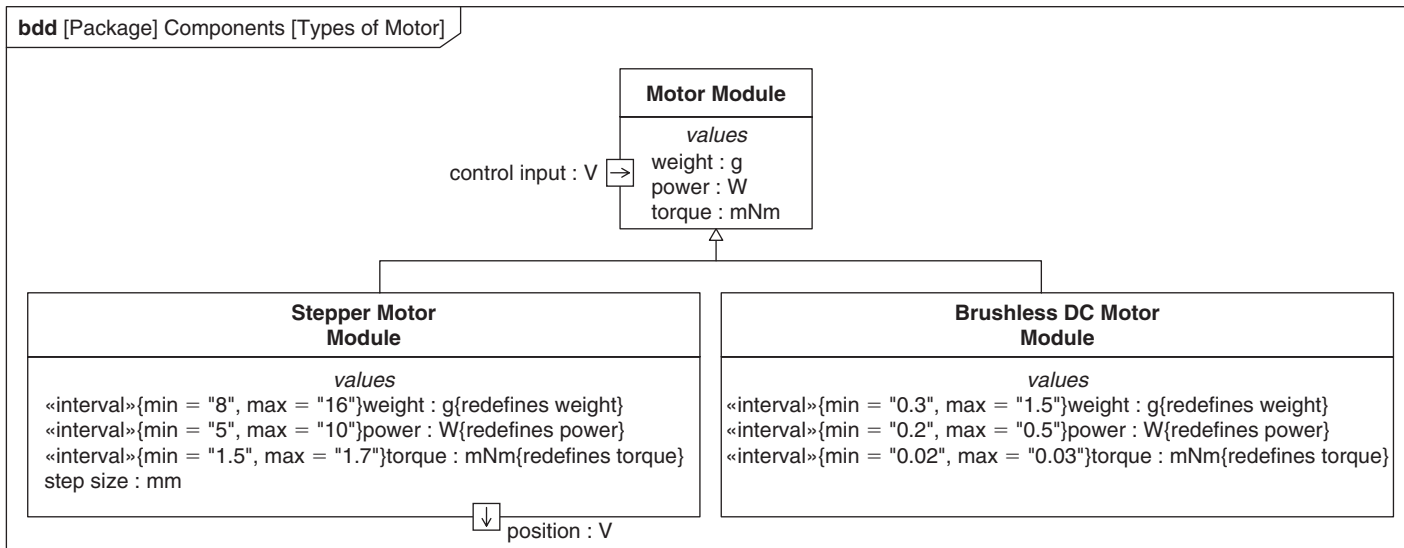 bdd [Package] Components [Types of Motor]
Motor Module
values
weight : g
power : W
torque : mNm
control input : V
Stepper Motor
Module
values
«interval»{min = "8", max = "16"}weight : g{redefines weight}
«interval»{min = "5", max = "10"}power : W{redefines power}
«interval»{min = "1.5", max = "1.7"}torque : mNm{redefines torque}
step size : mm
position : V
Brushless DC Motor
Module
values
«interval»{min = "0.3", max = "1.5"}weight : g{redefines weight}
«interval»{min = "0.2", max = "0.5"}power : W{redefines power}
«interval»{min = "0.02", max = "0.03"}torque : mNm{redefines torque}